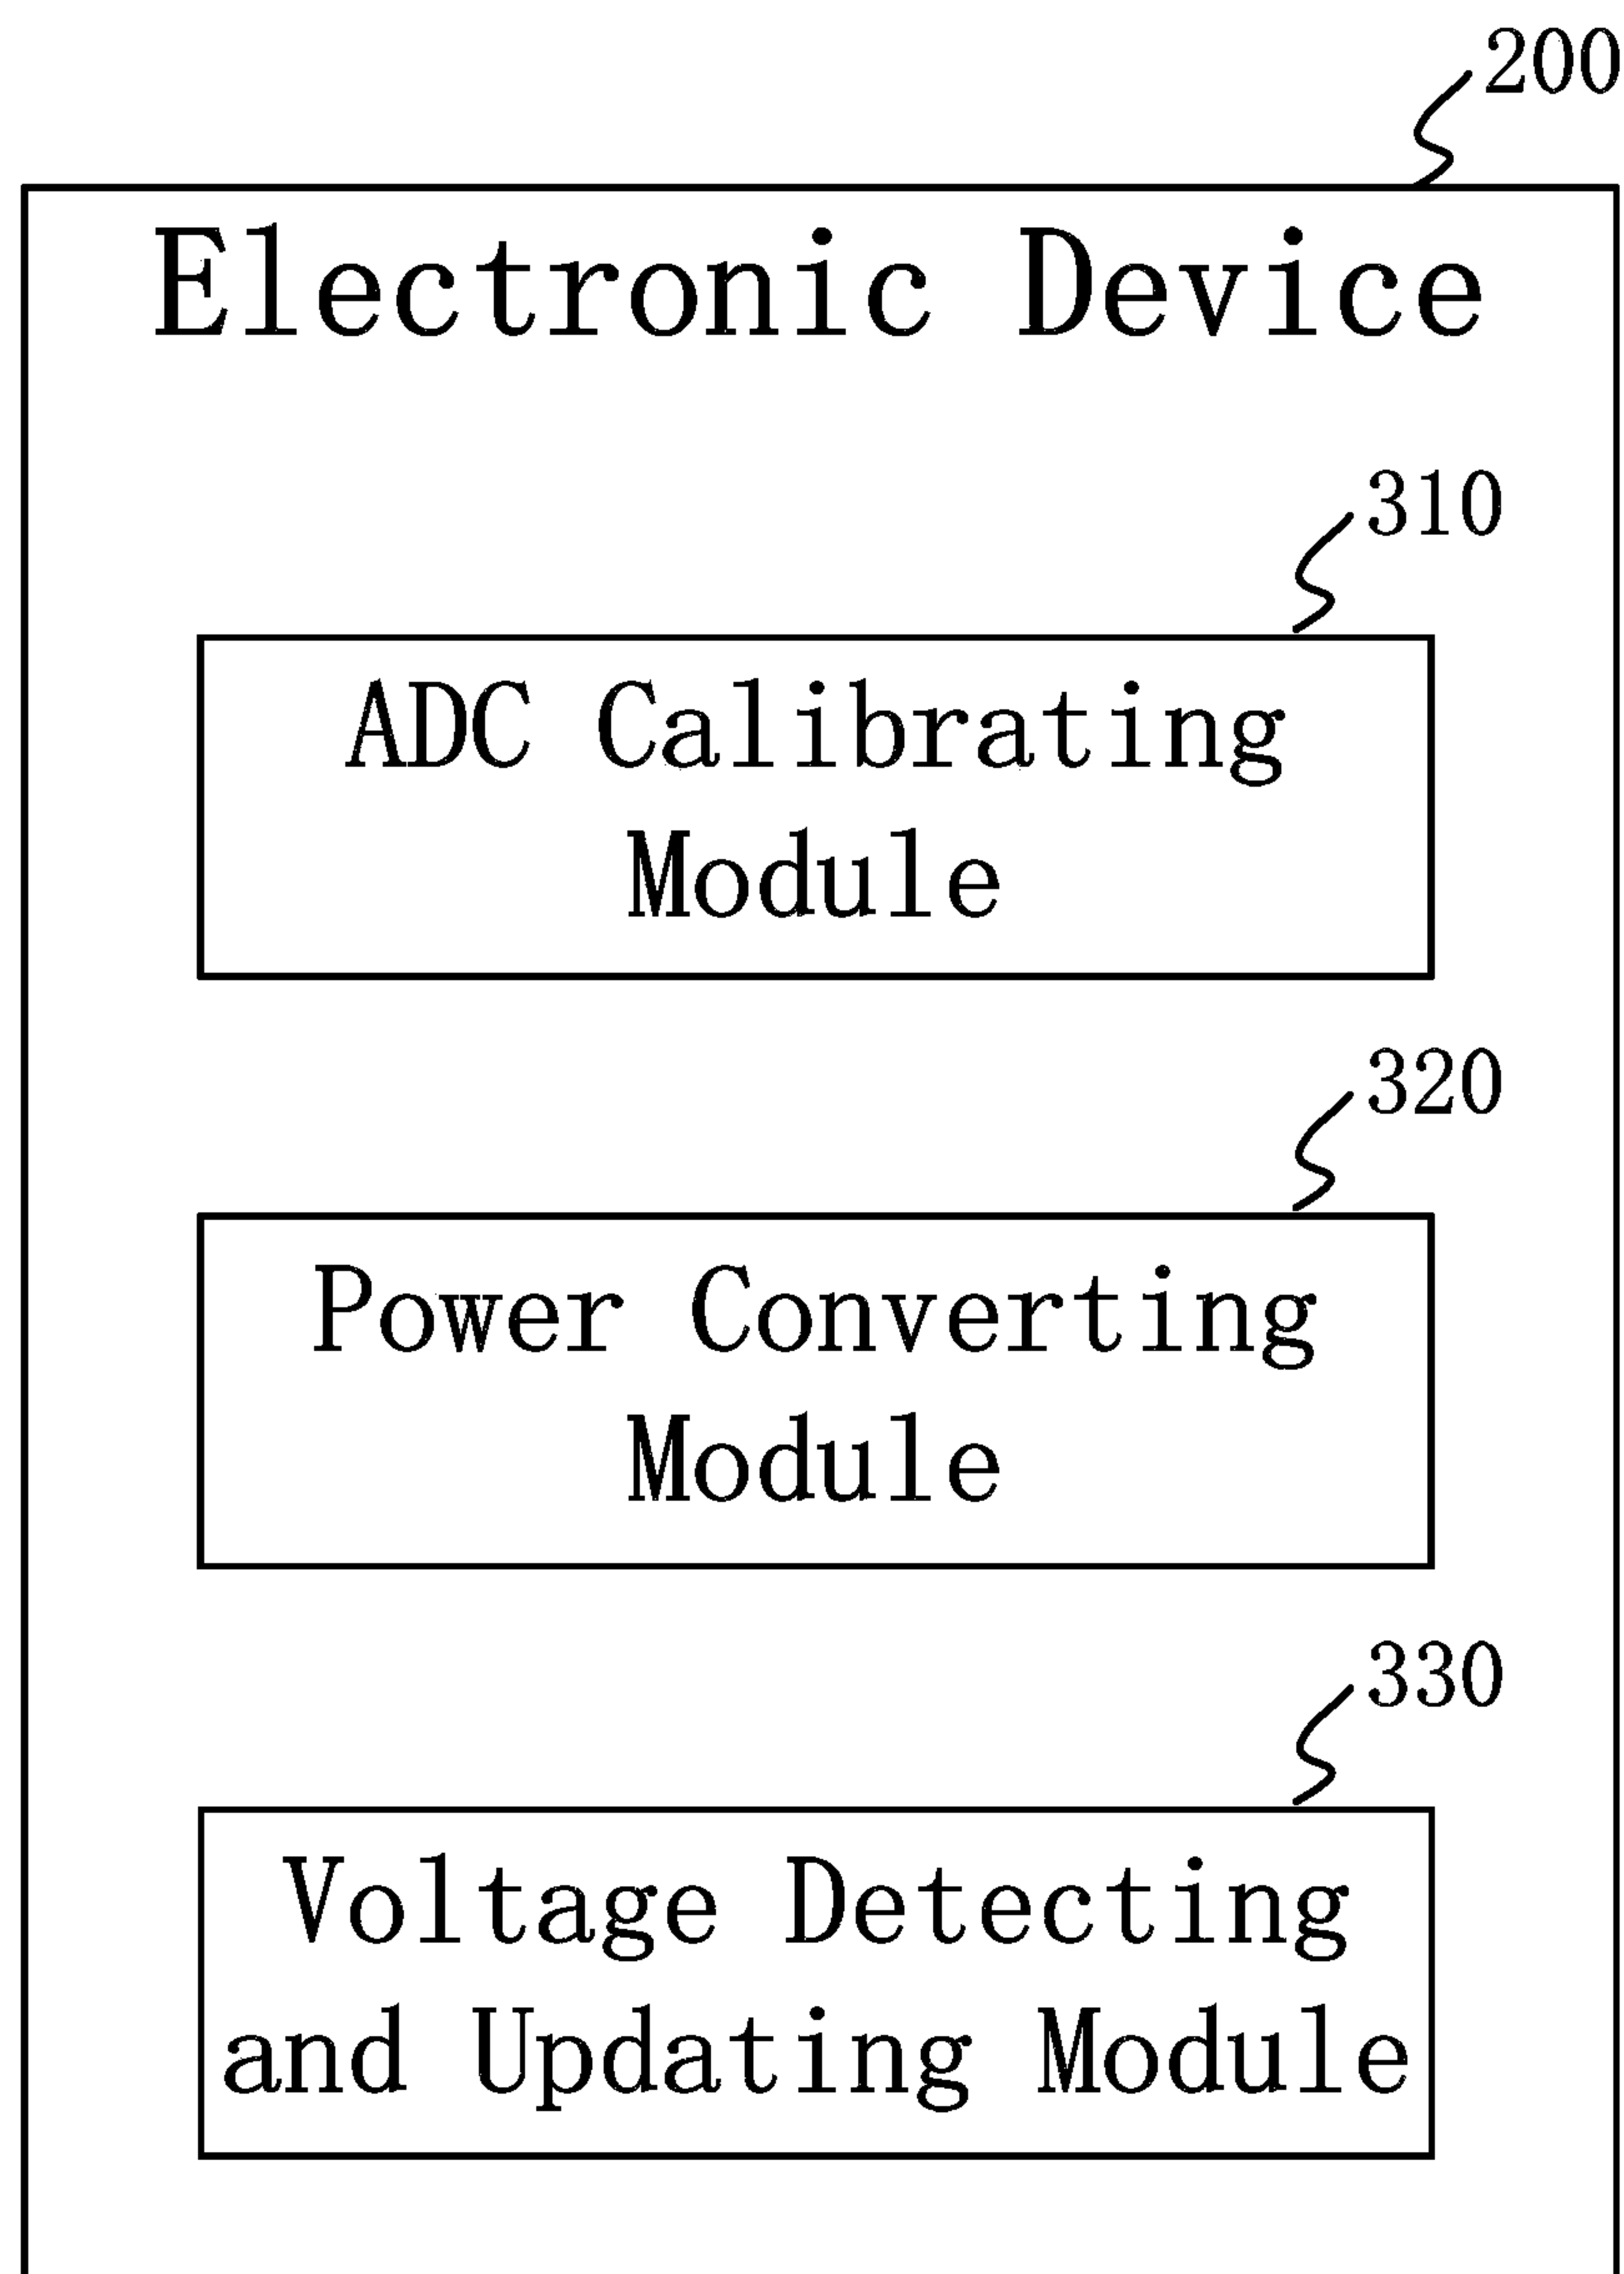 200
Electronic Device
310
ADC Calibrating
Module
320
Power Converting
Module
330
Voltage Detecting
and Updating Module